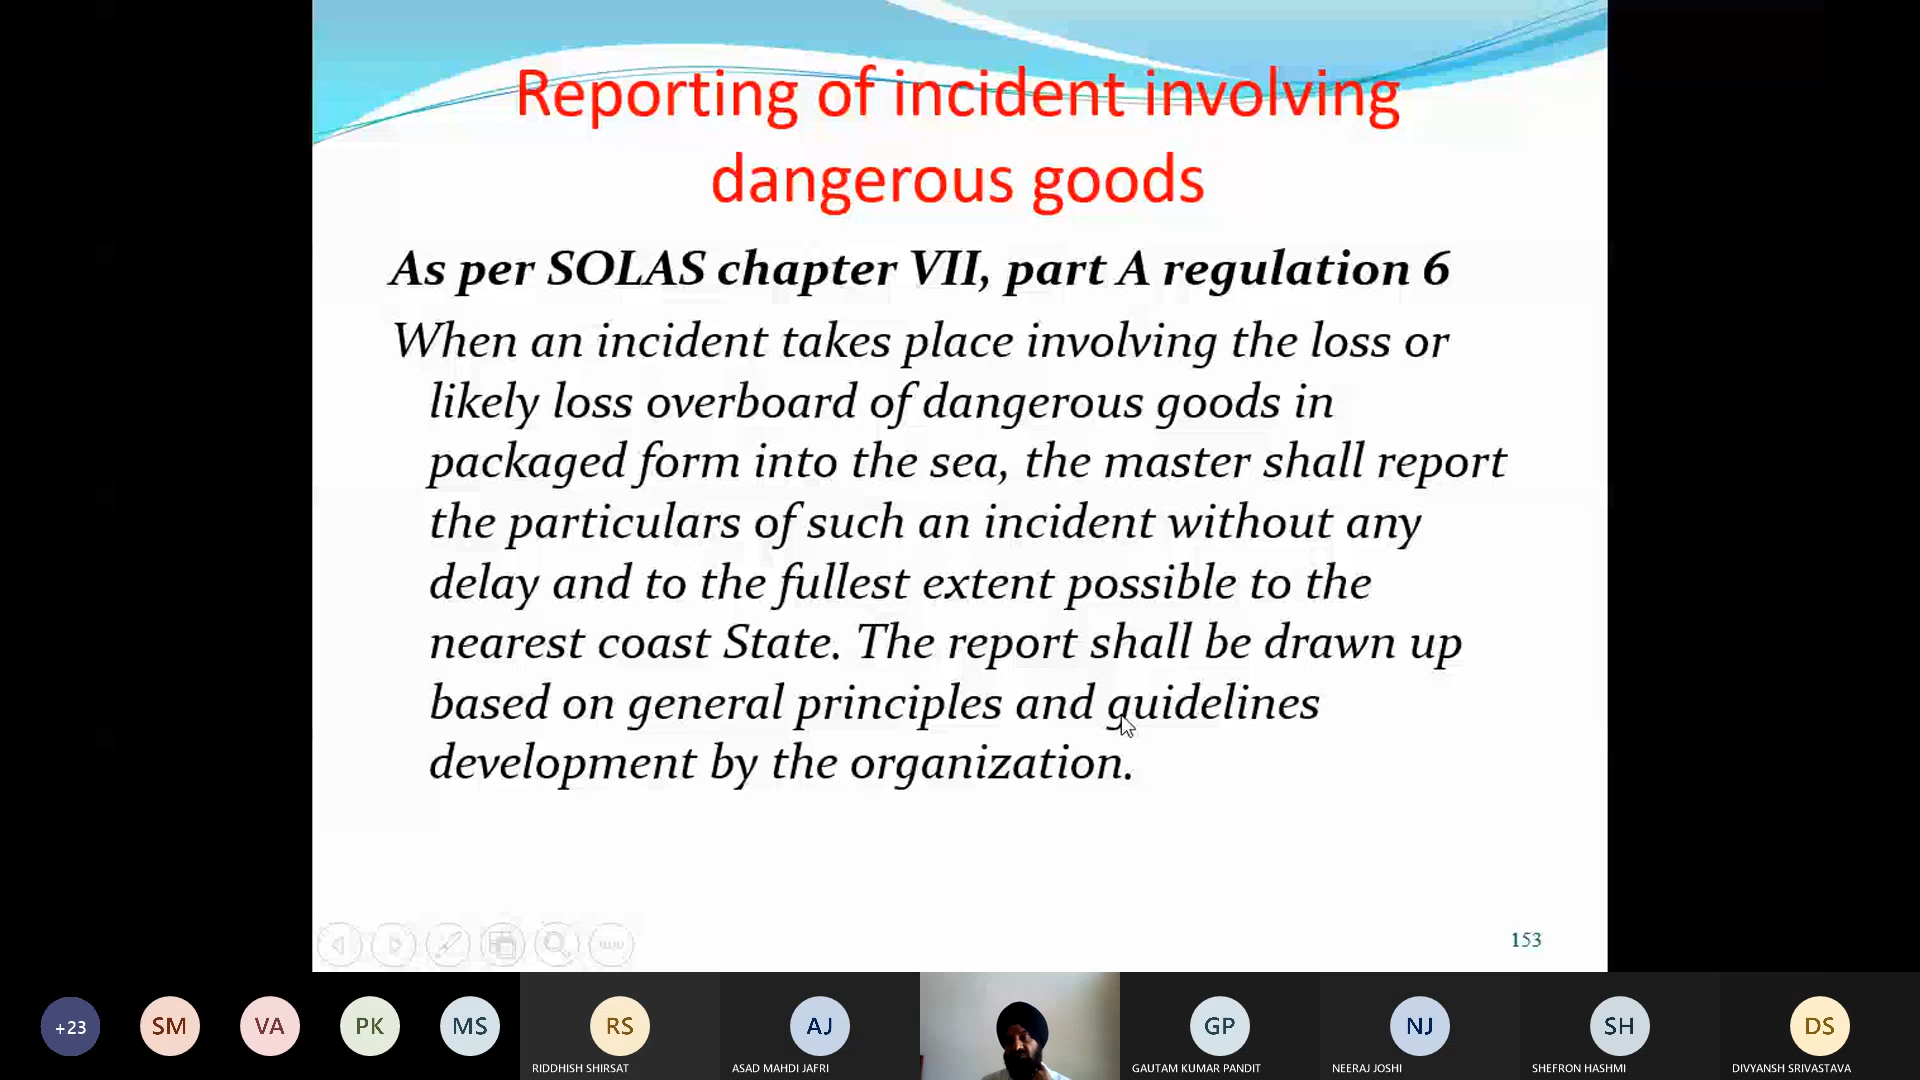 Reporting of incident involving
dangerous goods
As per SOLAS chapter VII, part A regulation 6
When an incident takes place involving the loss or
likely loss overboard of dangerous goods in
packaged form into the sea, the master shall report
the particulars of such an incident without any
delay and to the fullest extent possible to the
nearest coast State. The report shall be drawn up
based on general principles and guidelines
development by the organization.
153
+23
SM
VA
PK
MS
RS
AJ
GP
NJ
SH
DS
RIDDHISH SHIRSAT
ASAD MAHDI JAFRI
GAUTAM KUMAR PANDIT
NEERAJ JOSHI
SHEFRON HASHMI
DIVYANSH SRIVASTAVA